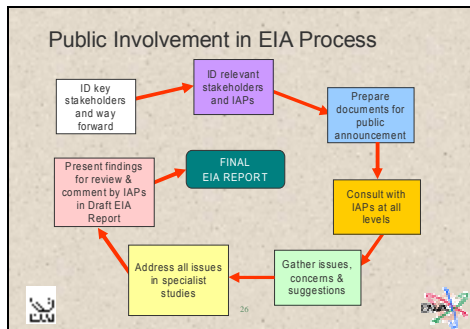 Public Involvement in EIA Process
ID key
stakeholders
and way
forward
ID relevant
stakeholders
and IAPs
Prepare
documents for
public
announcement
Consult with
IAPs at all
levels
Gather issues,
concerns &
suggestions
Address all
issues in
specialist
studies
Present findings
for review &
comment by IAPs
in Draft EIA
Report
FINAL
EIA REPORT
26